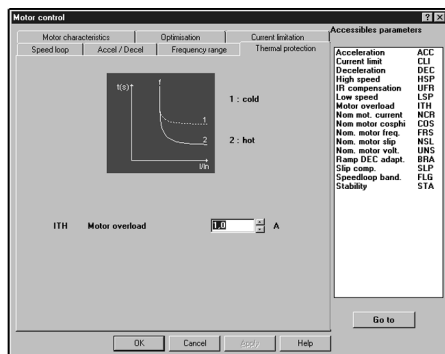 Motor control
Motor characteristics
Optimisation
Current limitation
Speed loop
Accel / Decel
Frequency range
Thermal protection
t(s)
f
1
2
I/In
1 : cold
2 : hot
ITH Motor overload 1,0 A
OK
Cancel
Apply
Help
Accessibles parameters
Acceleration ACC
Current limit CLI
Deceleration DEC
High speed HSP
IR compensation UFR
Low speed LSP
Motor overload ITH
Nom mot. current NCR
Nom motor cosphi COS
Nom. motor freq. FRS
Nom. motor slip NSL
Nom. motor volt. UNS
Ramp DEC adapt. BRA
Slip comp. SLP
Speedloop band. FLG
Stability STA
Go to